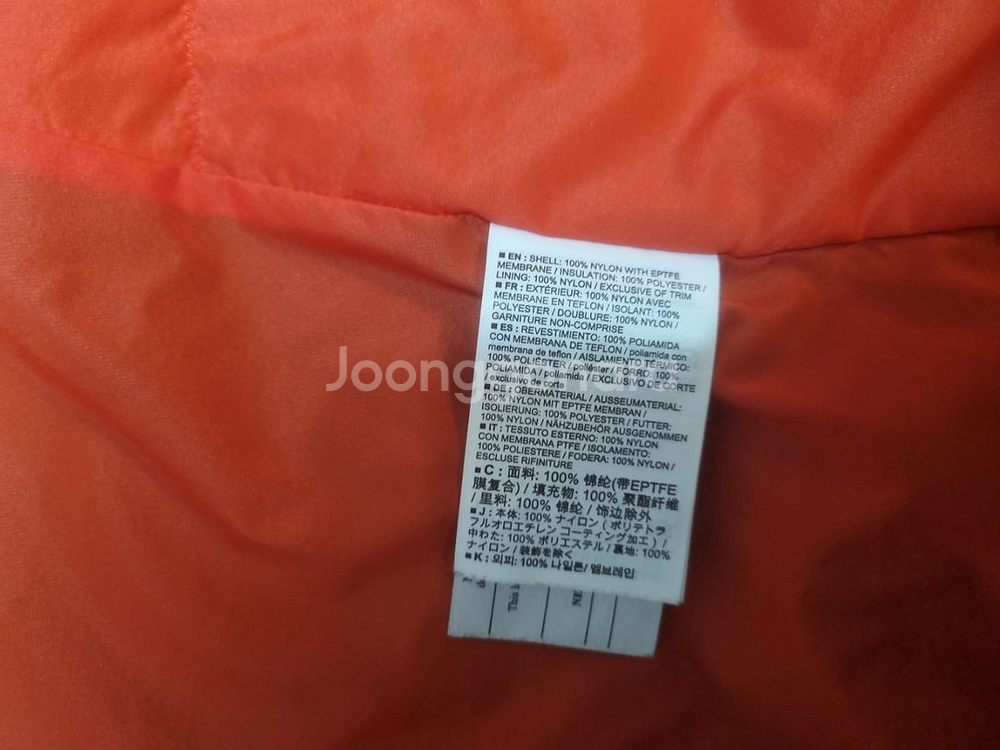 ■ EN : SHELL: 100% NYLON WITH EPTFE
MEMBRANE / INSULATION: 100% POLYESTER /
LINING: 100% NYLON / EXCLUSIVE OF TRIM
■ FR : EXTÉRIEUR: 100% NYLON AVEC
MEMBRANE EN TEFLON / ISOLANT: 100%
POLYESTER / DOUBLURE: 100% NYLON /
GARNITURE NON-COMPRISE
■ ES : REVESTIMIENTO: 100% POLIAMIDA
CON MEMBRANA DE TEFLON / poliamida con
membrana de teflon / AISLAMIENTO TÉRMICO:
100% POLIÉSTER / poliéster / FORRO: 100%
POLIAMIDA / poliamida / EXCLUSIVO DE CORTE
/ exclusivo de corte
■ DE : OBERMATERIAL / AUSSEUMATERIAL:
100% NYLON MIT EPTFE MEMBRAN /
ISOLIERUNG: 100% POLYESTER / FUTTER:
100% NYLON / NÄHZUBEHÖR AUSGENOMMEN
■ IT : TESSUTO ESTERNO: 100% NYLON
CON MEMBRANA PTFE / ISOLAMENTO:
100% POLIESTERE / FODERA: 100% NYLON /
ESCLUSE RIFINITURE
■ C : 面料: 100% 锦纶(带EPTFE
膜复合) / 填充物: 100% 聚酯纤维
/ 里料: 100% 锦纶 / 饰边除外
■ J : 本体: 100% ナイロン ( ポリテトラ
フルオロエチレン コーティング加工 ) /
中わた: 100% ポリエステル / 裏地: 100%
ナイロン / 装飾を除く
■ K : 외피: 100% 나일론/ 멤브레인
This i
NE
Joong